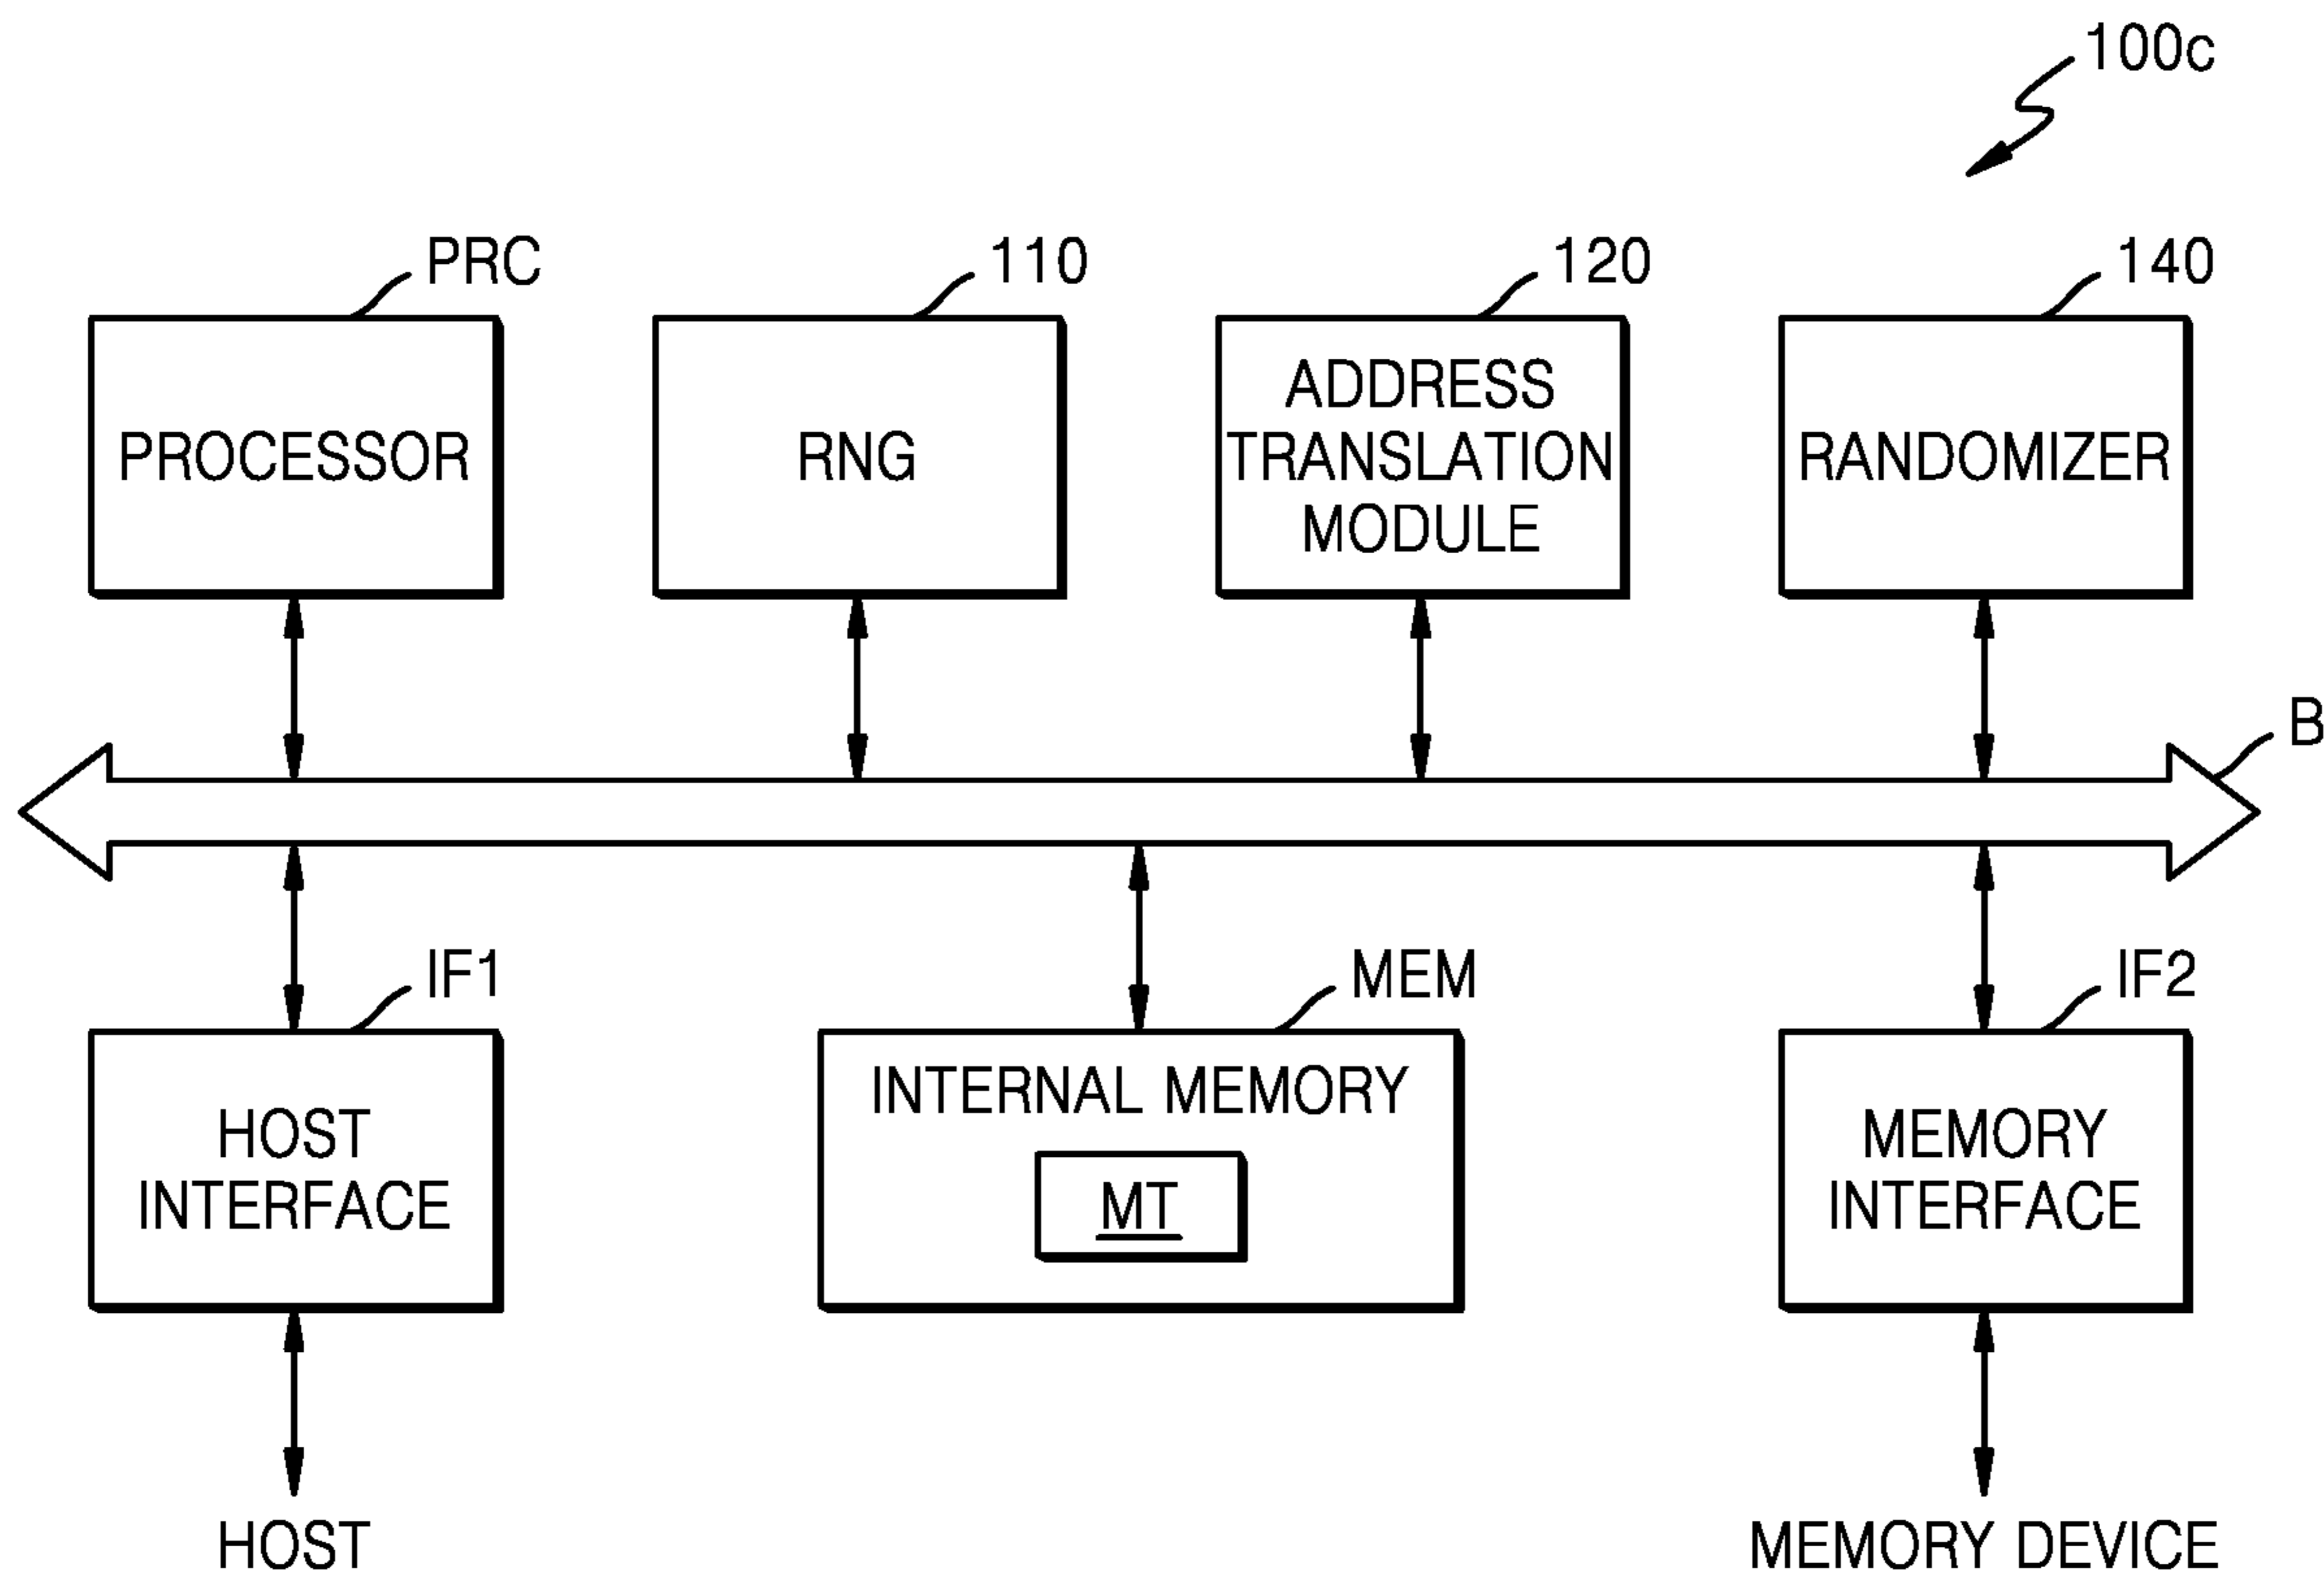 100c
PRC
110
120
140
PROCESSOR
RNG
ADDRESS
TRANSLATION
MODULE
RANDOMIZER
B
IF1
MEM
IF2
HOST
INTERFACE
INTERNAL MEMORY
MT
MEMORY
INTERFACE
HOST
MEMORY DEVICE